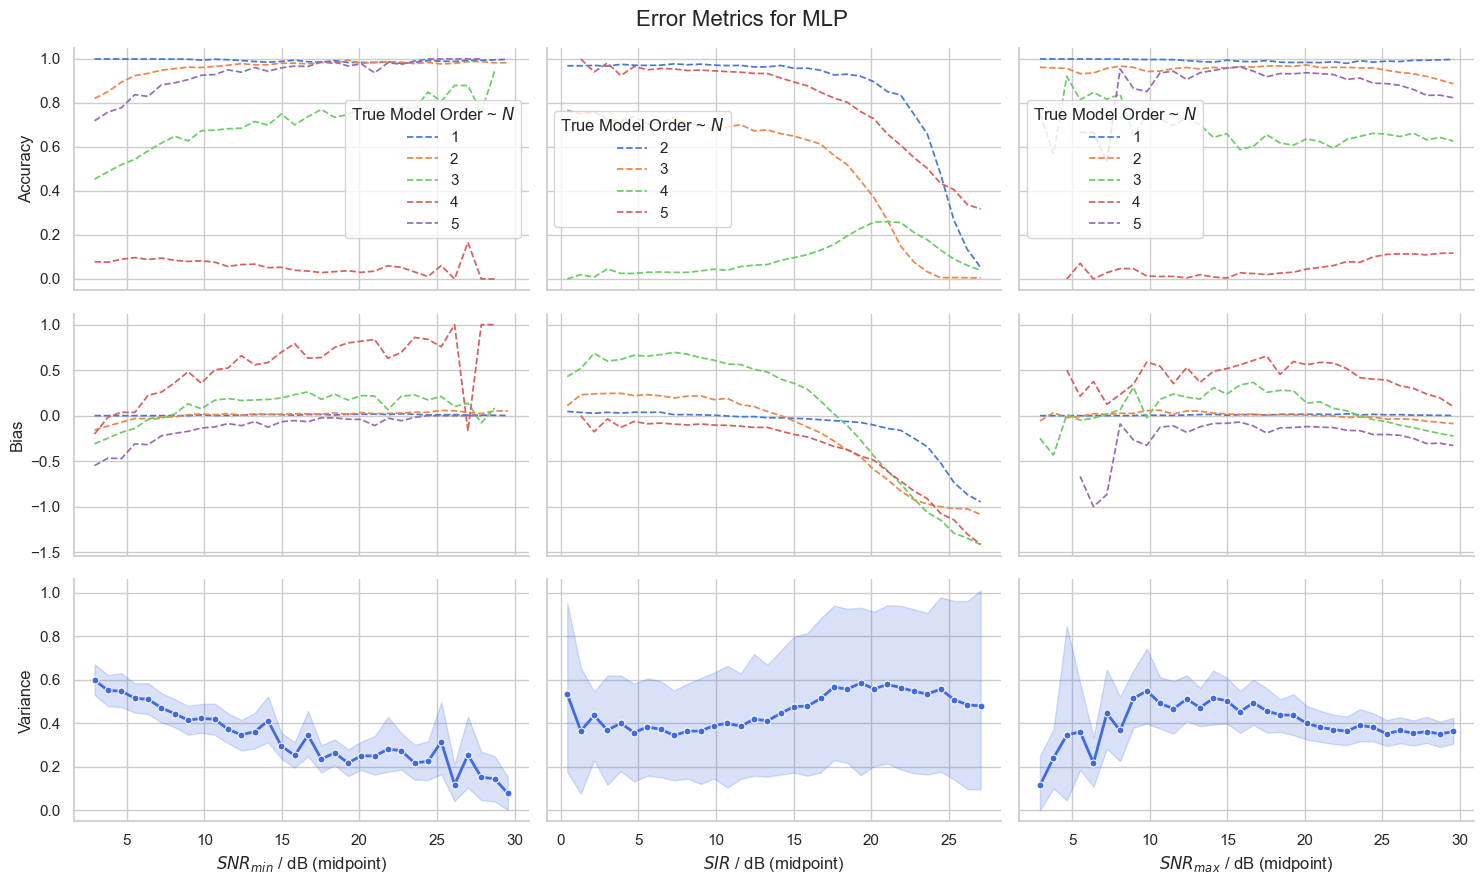 Error Metrics for MLP
Accuracy
1.0
0.8
0.6
0.4
0.2
0.0
True Model Order ~ N
1
2
3
4
5
True Model Order ~ N
2
3
4
5
True Model Order ~ N
1
2
3
4
5
Bias
1.0
0.5
0.0
−0.5
−1.0
−1.5
Variance
1.0
0.8
0.6
0.4
0.2
0.0
5 10 15 20 25 30
SNR_min / dB (midpoint)
0 5 10 15 20 25
SIR / dB (midpoint)
5 10 15 20 25 30
SNR_max / dB (midpoint)